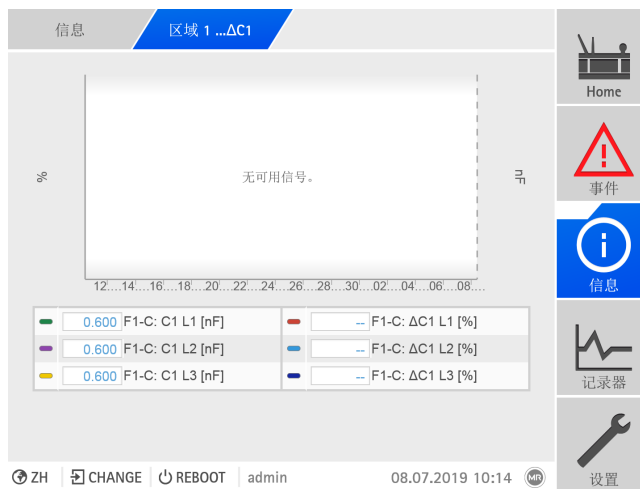 信息
区域 1 ...ΔC1
Home
%
无可用信号。
nF
事件
12....14....16....18....20....22....24....26....28....30....02....04....06....08....
信息
0.600 F1-C: C1 L1 [nF]
-- F1-C: ΔC1 L1 [%]
0.600 F1-C: C1 L2 [nF]
-- F1-C: ΔC1 L2 [%]
0.600 F1-C: C1 L3 [nF]
-- F1-C: ΔC1 L3 [%]
记录器
ZH CHANGE REBOOT admin 08.07.2019 10:14 MR
设置